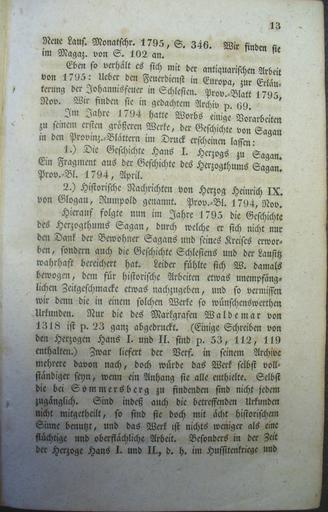 13
Neue Laus. Monatschr. 1795, S. 346. Wir finden sie
im Magaz. von S. 102 an.
Eben so verhält es sich mit der antiquarischen Arbeit
von 1795: Ueber den Feuerdienst in Europa, zur Erläu-
terung der Johannisfeuer in Schlesien. Prov.-Blatt 1795,
Nov. Wir finden sie in gedachtem Archiv p. 69.
Im Jahre 1794 hatte Worbs einige Vorarbeiten
zu seinem ersten größeren Werke, der Geschichte von Sagan
in den Provinz.-Blättern im Druck erscheinen lassen:
1.) Die Geschichte Hans I. Herzogs zu Sagan.
Ein Fragment aus der Geschichte des Herzogthums Sagan.
Prov.-Bl. 1794, April.
2.) Historische Nachrichten von Herzog Heinrich IX.
von Glogau, Rumpold genannt. Prov.-Bl. 1794, Nov.
Hierauf folgte nun im Jahre 1795 die Geschichte
des Herzogthums Sagan, durch welche er sich nicht nur
den Dank der Bewohner Sagans und seines Kreises erwor-
ben, sondern auch die Geschichte Schlesiens und der Lausitz
wahrhaft bereichert hat. Leider fühlte sich W. damals
bewogen, dem für historische Arbeiten etwas unempfäng-
lichen Zeitgeschmacke etwas nachzugeben, und so vermissen
wir denn die in einem solchen Werke so wünschenswerthen
Urkunden. Nur die des Markgrafen Waldemar von
1318 ist p. 23 ganz abgedruckt. (Einige Schreiben von
den Herzogen Hans I. und II. sind p. 53, 112, 119
enthalten.) Zwar liefert der Verf. in seinem Archive
mehrere davon nach, doch würde das Werk selbst voll-
ständiger seyn, wenn ein Anhang sie alle enthielte. Selbst
die bei Sommersberg zu findenden sind nicht jedem
zugänglich. Sind indeß auch die betreffenden Urkunden
nicht mitgetheilt, so sind sie doch mit ächt historischem
Sinne benutzt, und das Werk ist nichts weniger als eine
flüchtige und oberflächliche Arbeit. Besonders in der Zeit
der Herzoge Hans I. und II., d. h. im Hussitenkriege und